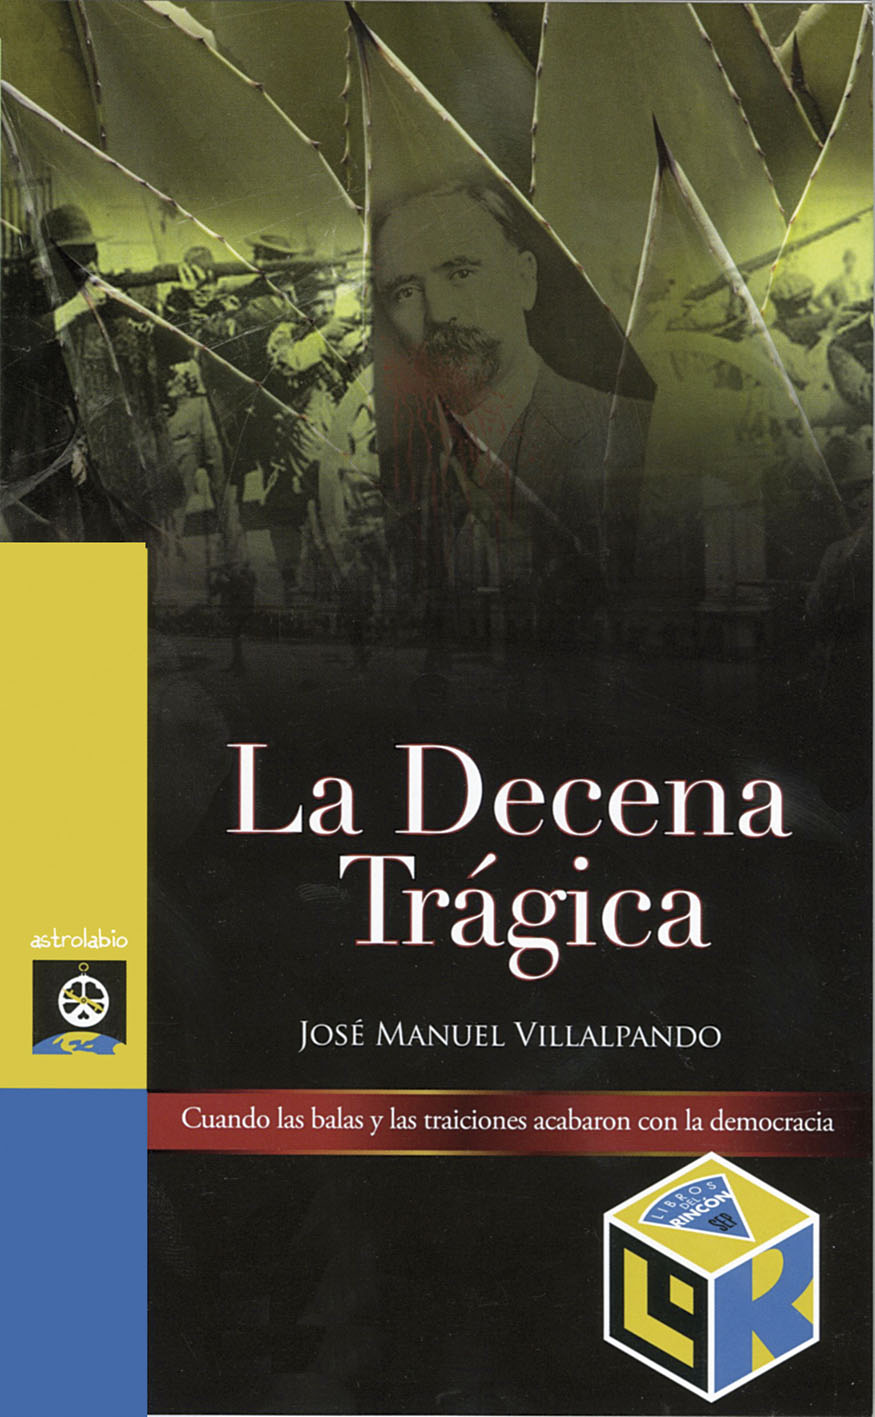 La Decena
Trágica
JOSÉ MANUEL VILLALPANDO
Cuando las balas y las traiciones acabaron con la democracia
astrolabio
LIBROS
DEL
RINCÓN
SEP
L
R